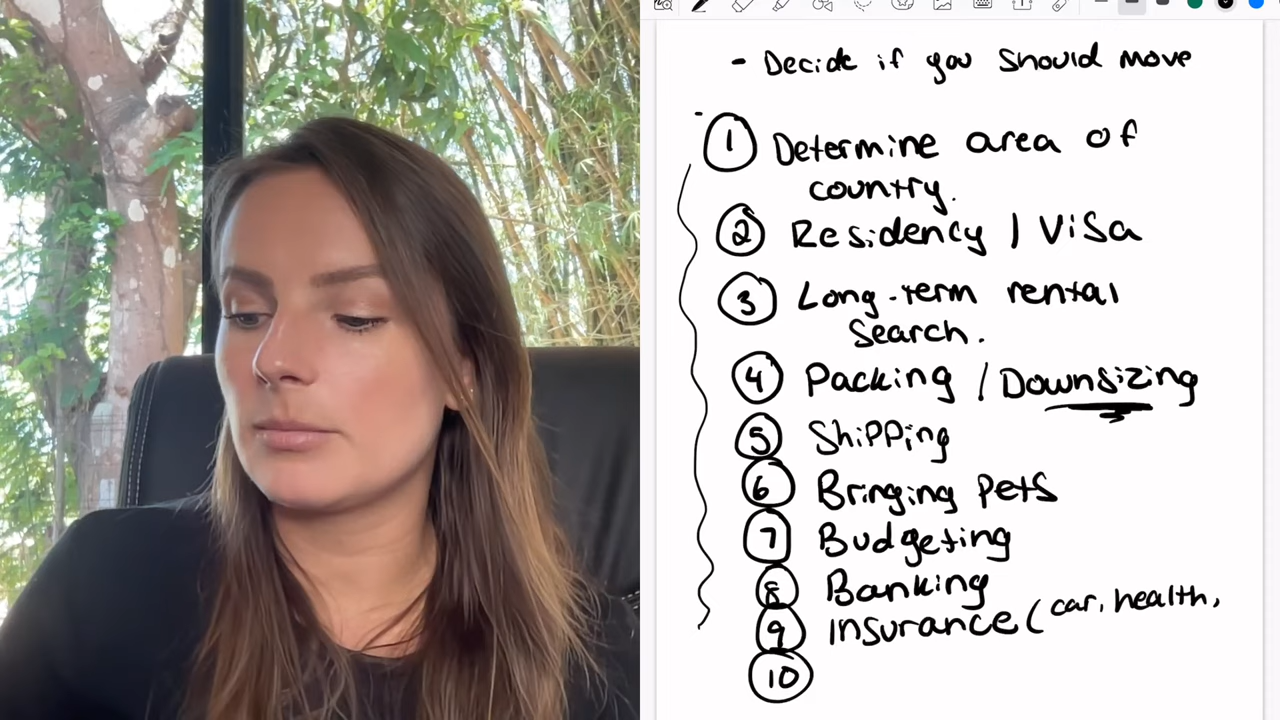 - Decide if you should move
1 Determine area of
country.
2 Residency / Visa
3 Long-term rental
search.
4 Packing / Downsizing
5 Shipping
6 Bringing pets
7 Budgeting
8 Banking
9 insurance ( car, health,
10